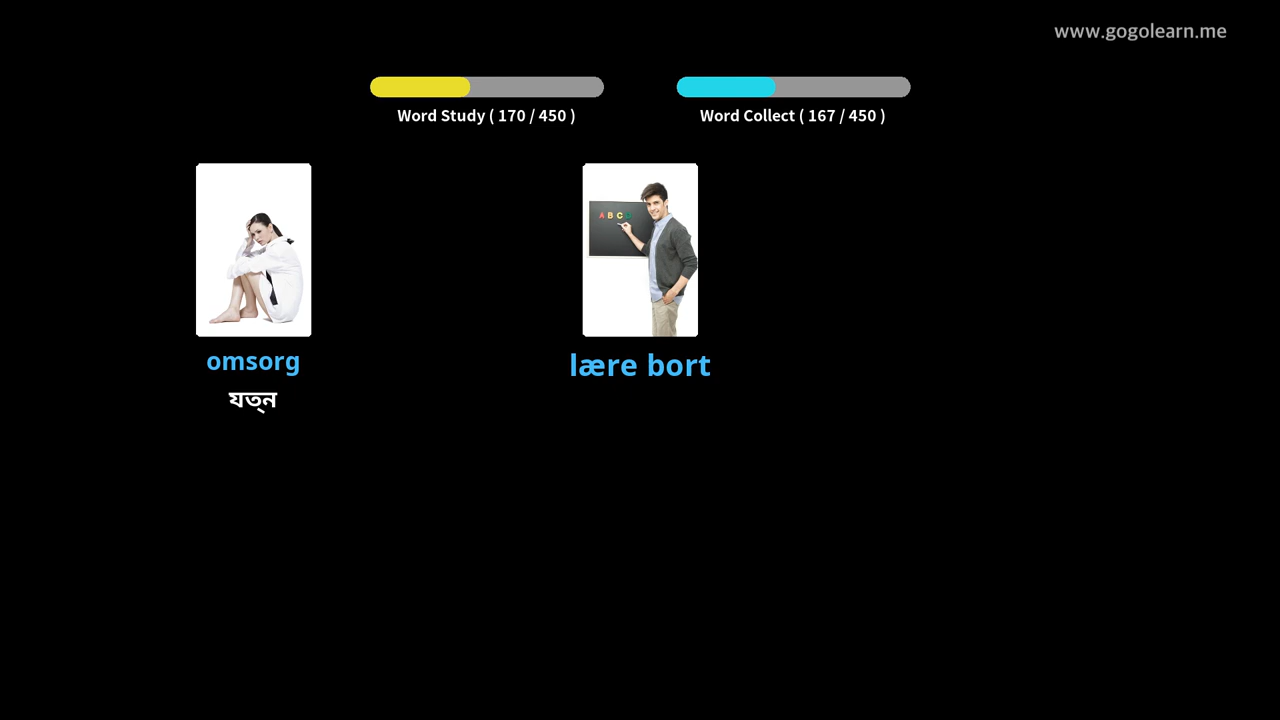 www.gogolearn.me
Word Study ( 170 / 450 )
Word Collect ( 167 / 450 )
A B C D
omsorg
lære bort
যত্ন